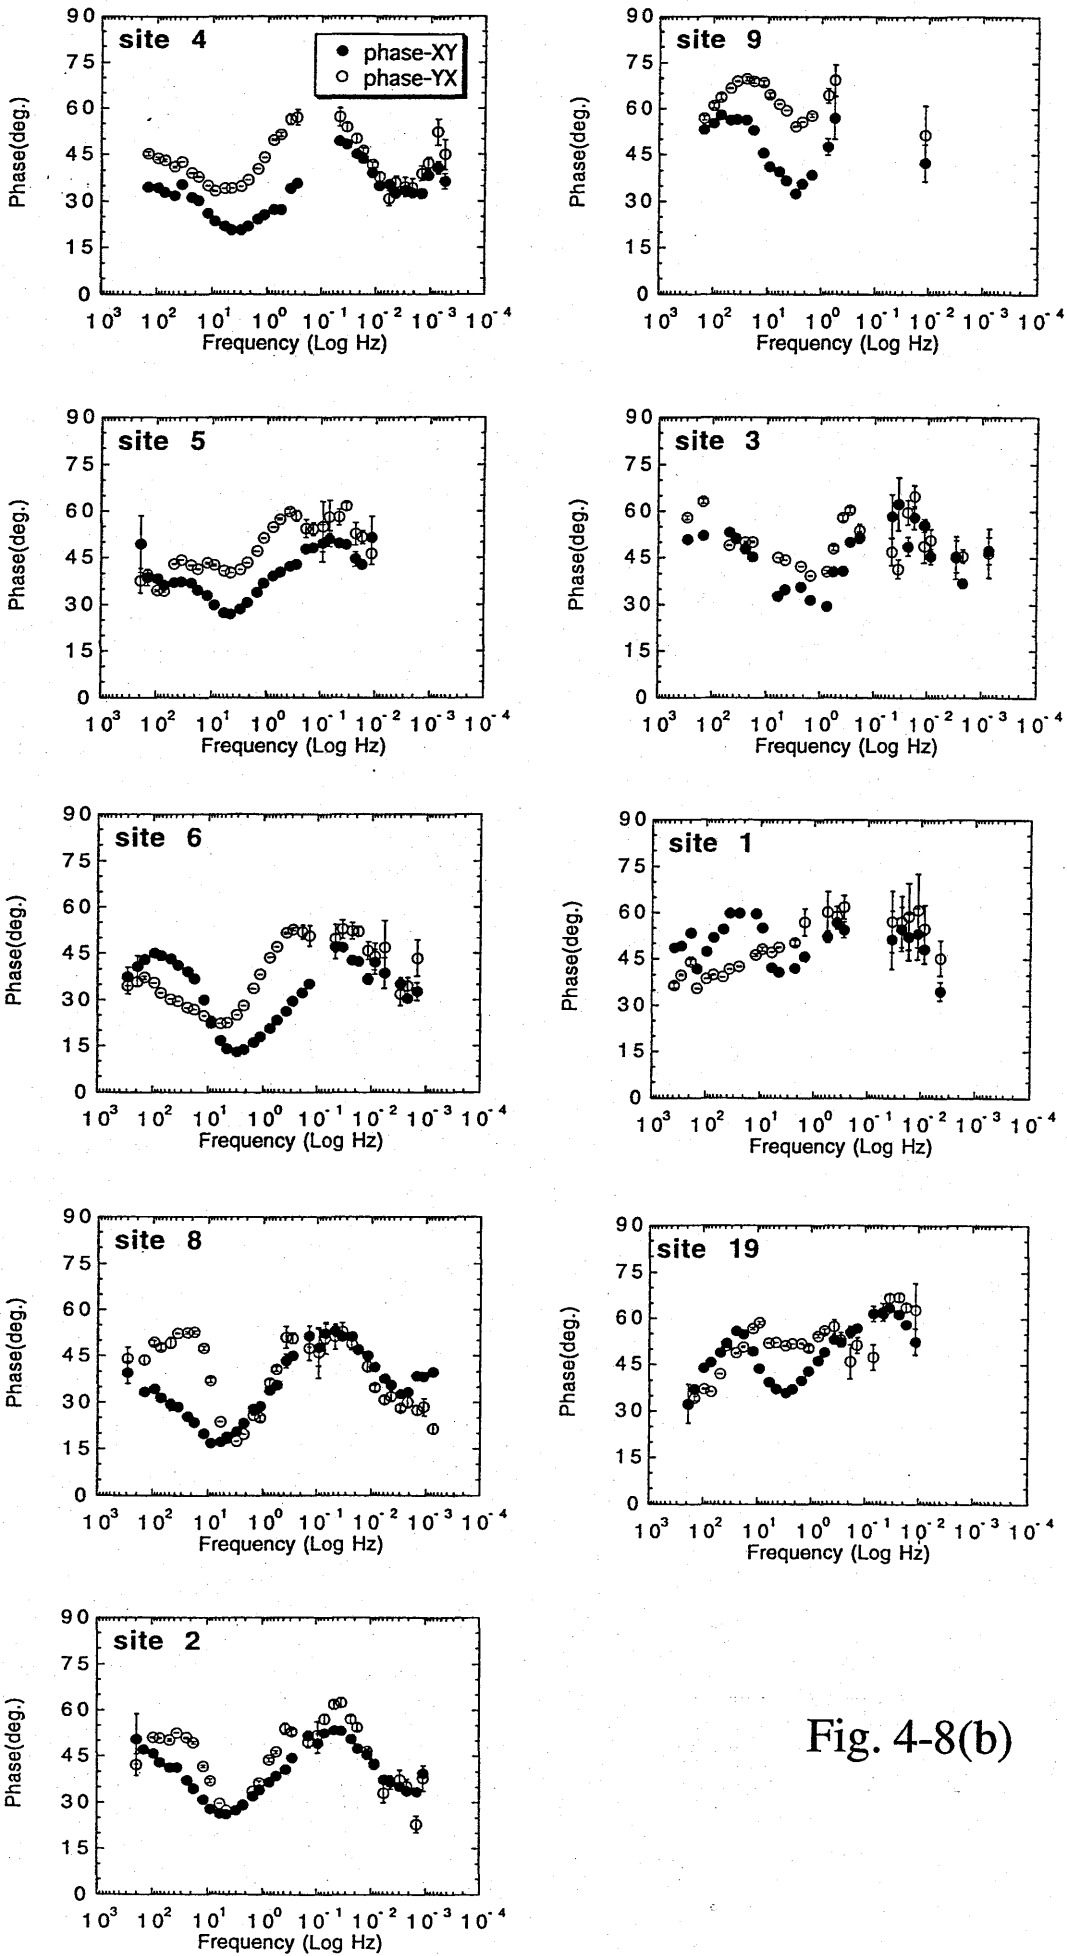 site 4
phase-XY
phase-YX
Phase(deg.)
90
75
60
45
30
15
0
10³ 10² 10¹ 10⁰ 10⁻¹ 10⁻² 10⁻³ 10⁻⁴
Frequency (Log Hz)
site 9
Phase(deg.)
90
75
60
45
30
15
0
10³ 10² 10¹ 10⁰ 10⁻¹ 10⁻² 10⁻³ 10⁻⁴
Frequency (Log Hz)
site 5
Phase(deg.)
90
75
60
45
30
15
0
10³ 10² 10¹ 10⁰ 10⁻¹ 10⁻² 10⁻³ 10⁻⁴
Frequency (Log Hz)
site 3
Phase(deg.)
90
75
60
45
30
15
0
10³ 10² 10¹ 10⁰ 10⁻¹ 10⁻² 10⁻³ 10⁻⁴
Frequency (Log Hz)
site 6
Phase(deg.)
90
75
60
45
30
15
0
10³ 10² 10¹ 10⁰ 10⁻¹ 10⁻² 10⁻³ 10⁻⁴
Frequency (Log Hz)
site 1
Phase(deg.)
90
75
60
45
30
15
0
10³ 10² 10¹ 10⁰ 10⁻¹ 10⁻² 10⁻³ 10⁻⁴
Frequency (Log Hz)
site 8
Phase(deg.)
90
75
60
45
30
15
0
10³ 10² 10¹ 10⁰ 10⁻¹ 10⁻² 10⁻³ 10⁻⁴
Frequency (Log Hz)
site 19
Phase(deg.)
90
75
60
45
30
15
0
10³ 10² 10¹ 10⁰ 10⁻¹ 10⁻² 10⁻³ 10⁻⁴
Frequency (Log Hz)
site 2
Phase(deg.)
90
75
60
45
30
15
0
10³ 10² 10¹ 10⁰ 10⁻¹ 10⁻² 10⁻³ 10⁻⁴
Frequency (Log Hz)
Fig. 4-8(b)